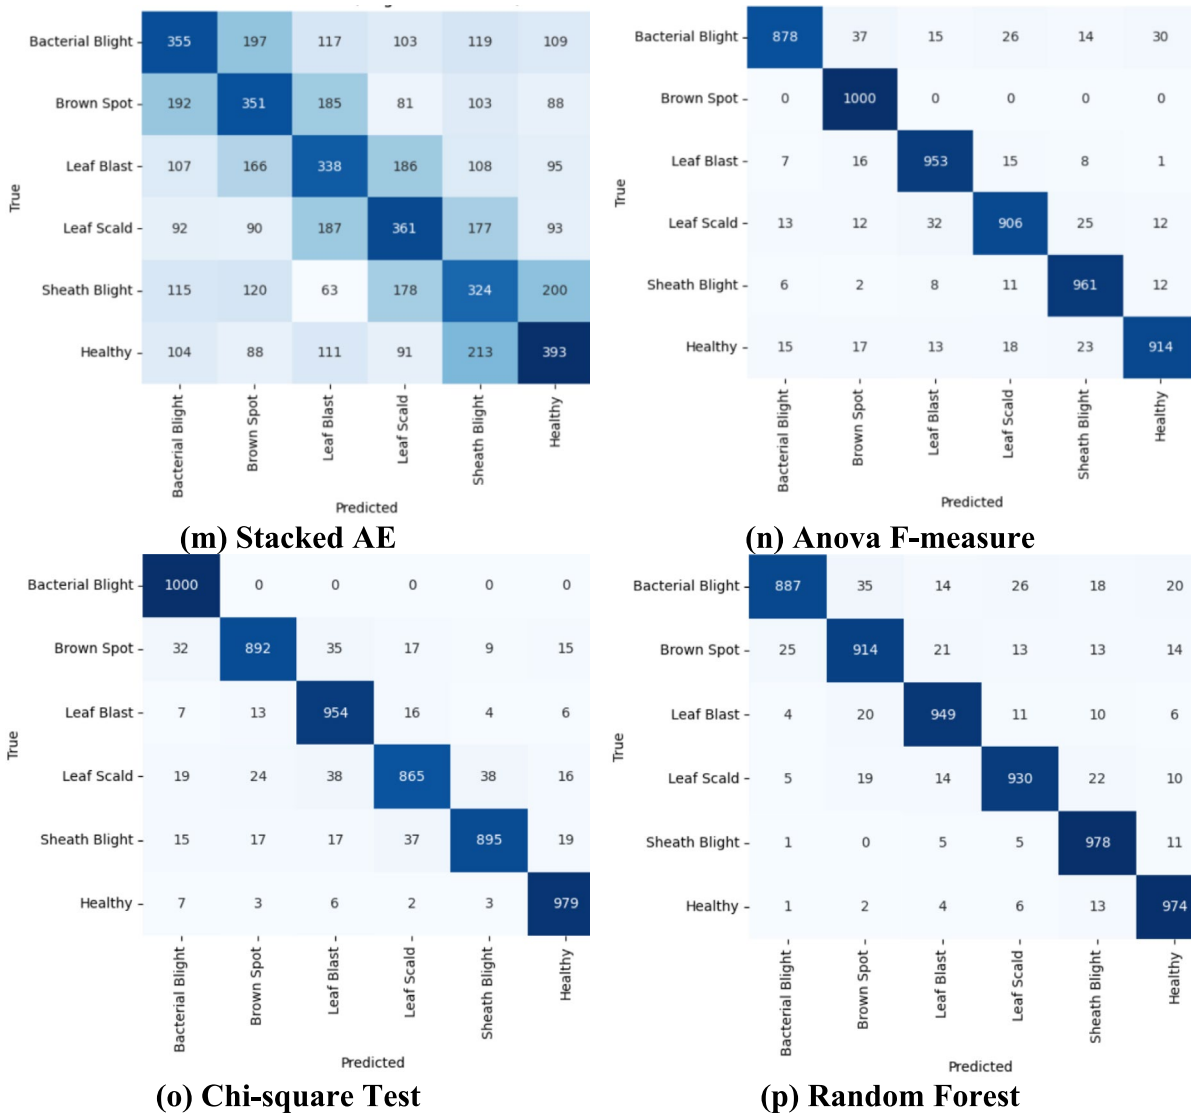 Bacterial Blight 355 197 117 103 119 109
Brown Spot 192 351 185 81 103 88
Leaf Blast 107 166 338 186 108 95
Leaf Scald 92 90 187 361 177 93
Sheath Blight 115 120 63 178 324 200
Healthy 104 88 111 91 213 393
True
Bacterial Blight Brown Spot Leaf Blast Leaf Scald Sheath Blight Healthy
Predicted
(m) Stacked AE
Bacterial Blight 878 37 15 26 14 30
Brown Spot 0 1000 0 0 0 0
Leaf Blast 7 16 953 15 8 1
Leaf Scald 13 12 32 906 25 12
Sheath Blight 6 2 8 11 961 12
Healthy 15 17 13 18 23 914
True
Bacterial Blight Brown Spot Leaf Blast Leaf Scald Sheath Blight Healthy
Predicted
(n) Anova F-measure
Bacterial Blight 1000 0 0 0 0 0
Brown Spot 32 892 35 17 9 15
Leaf Blast 7 13 954 16 4 6
Leaf Scald 19 24 38 865 38 16
Sheath Blight 15 17 17 37 895 19
Healthy 7 3 6 2 3 979
True
Bacterial Blight Brown Spot Leaf Blast Leaf Scald Sheath Blight Healthy
Predicted
(o) Chi-square Test
Bacterial Blight 887 35 14 26 18 20
Brown Spot 25 914 21 13 13 14
Leaf Blast 4 20 949 11 10 6
Leaf Scald 5 19 14 930 22 10
Sheath Blight 1 0 5 5 978 11
Healthy 1 2 4 6 13 974
True
Bacterial Blight Brown Spot Leaf Blast Leaf Scald Sheath Blight Healthy
Predicted
(p) Random Forest